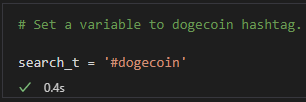 # Set a variable to dogecoin hashtag.
search_t = '#dogecoin'
0.4s